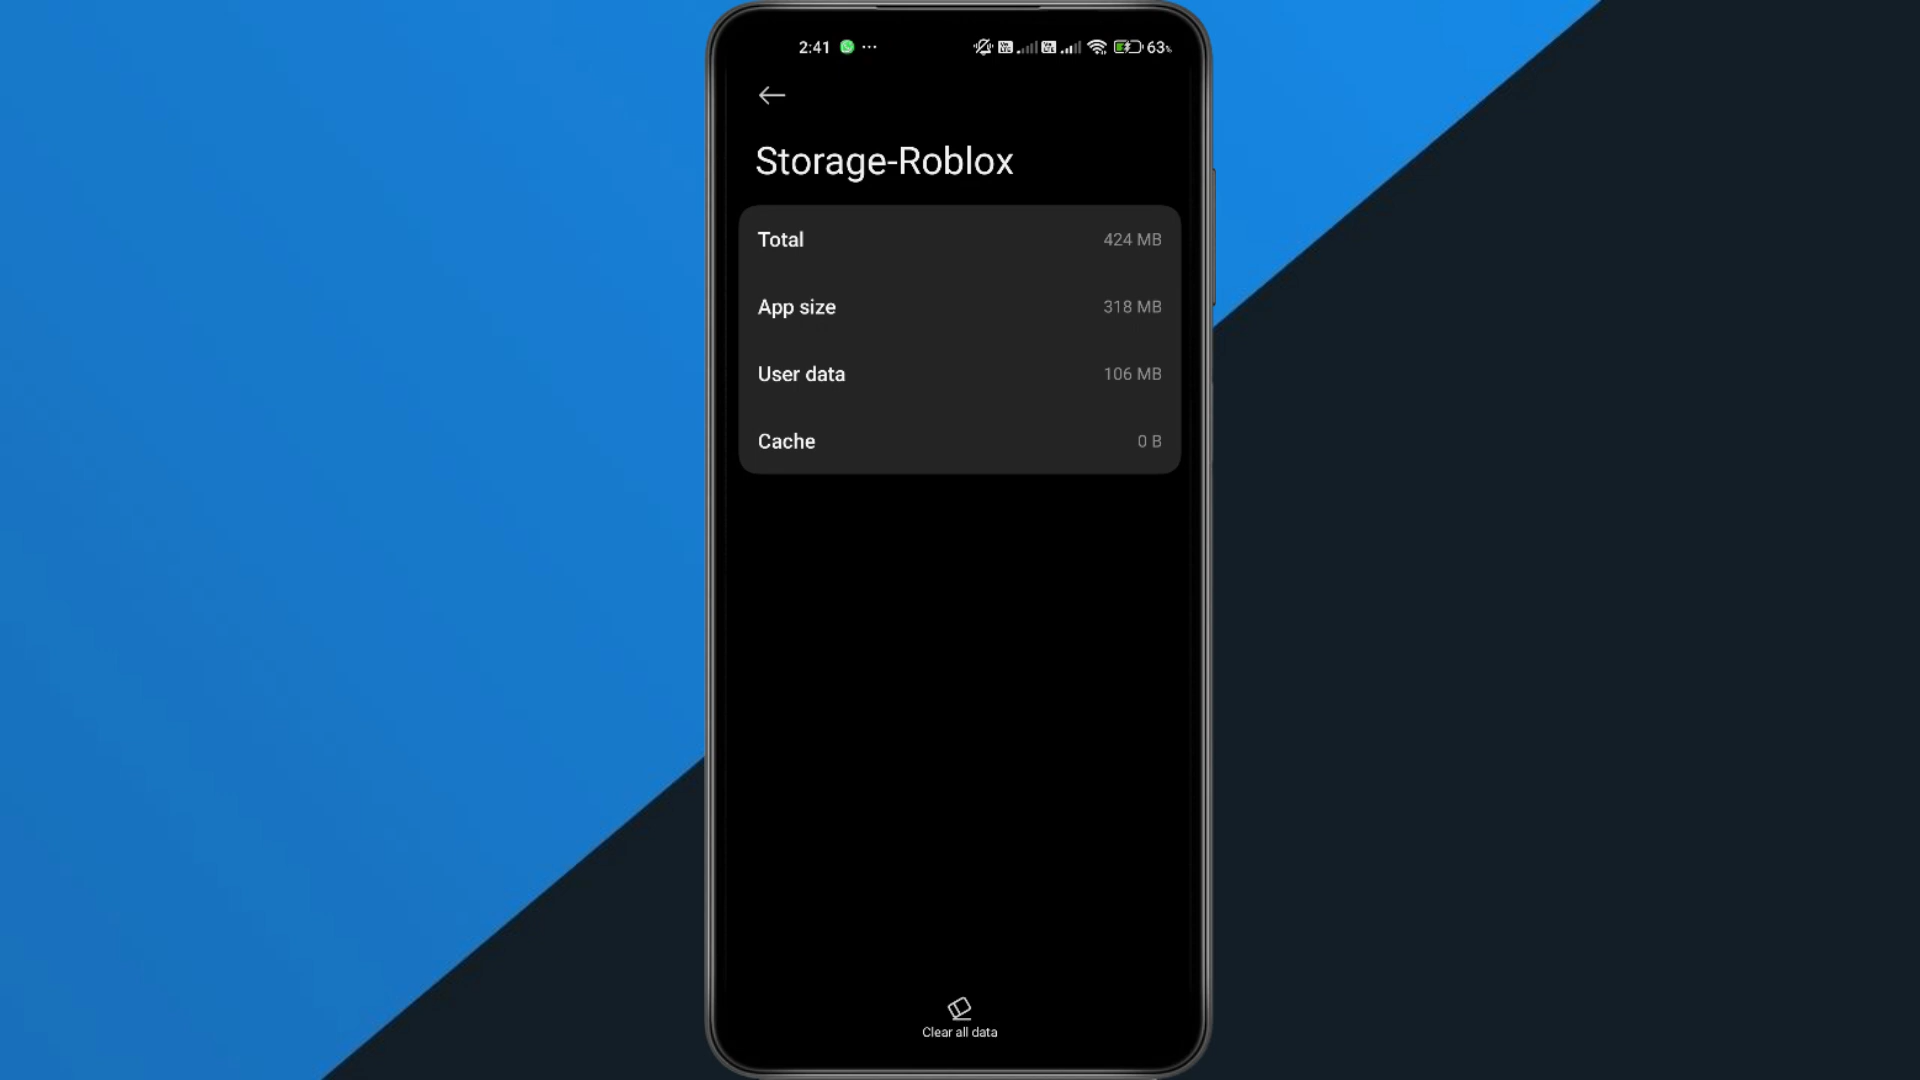 2:41 ... 63%
Storage-Roblox
Total 424 MB
App size 318 MB
User data 106 MB
Cache 0 B
Clear all data